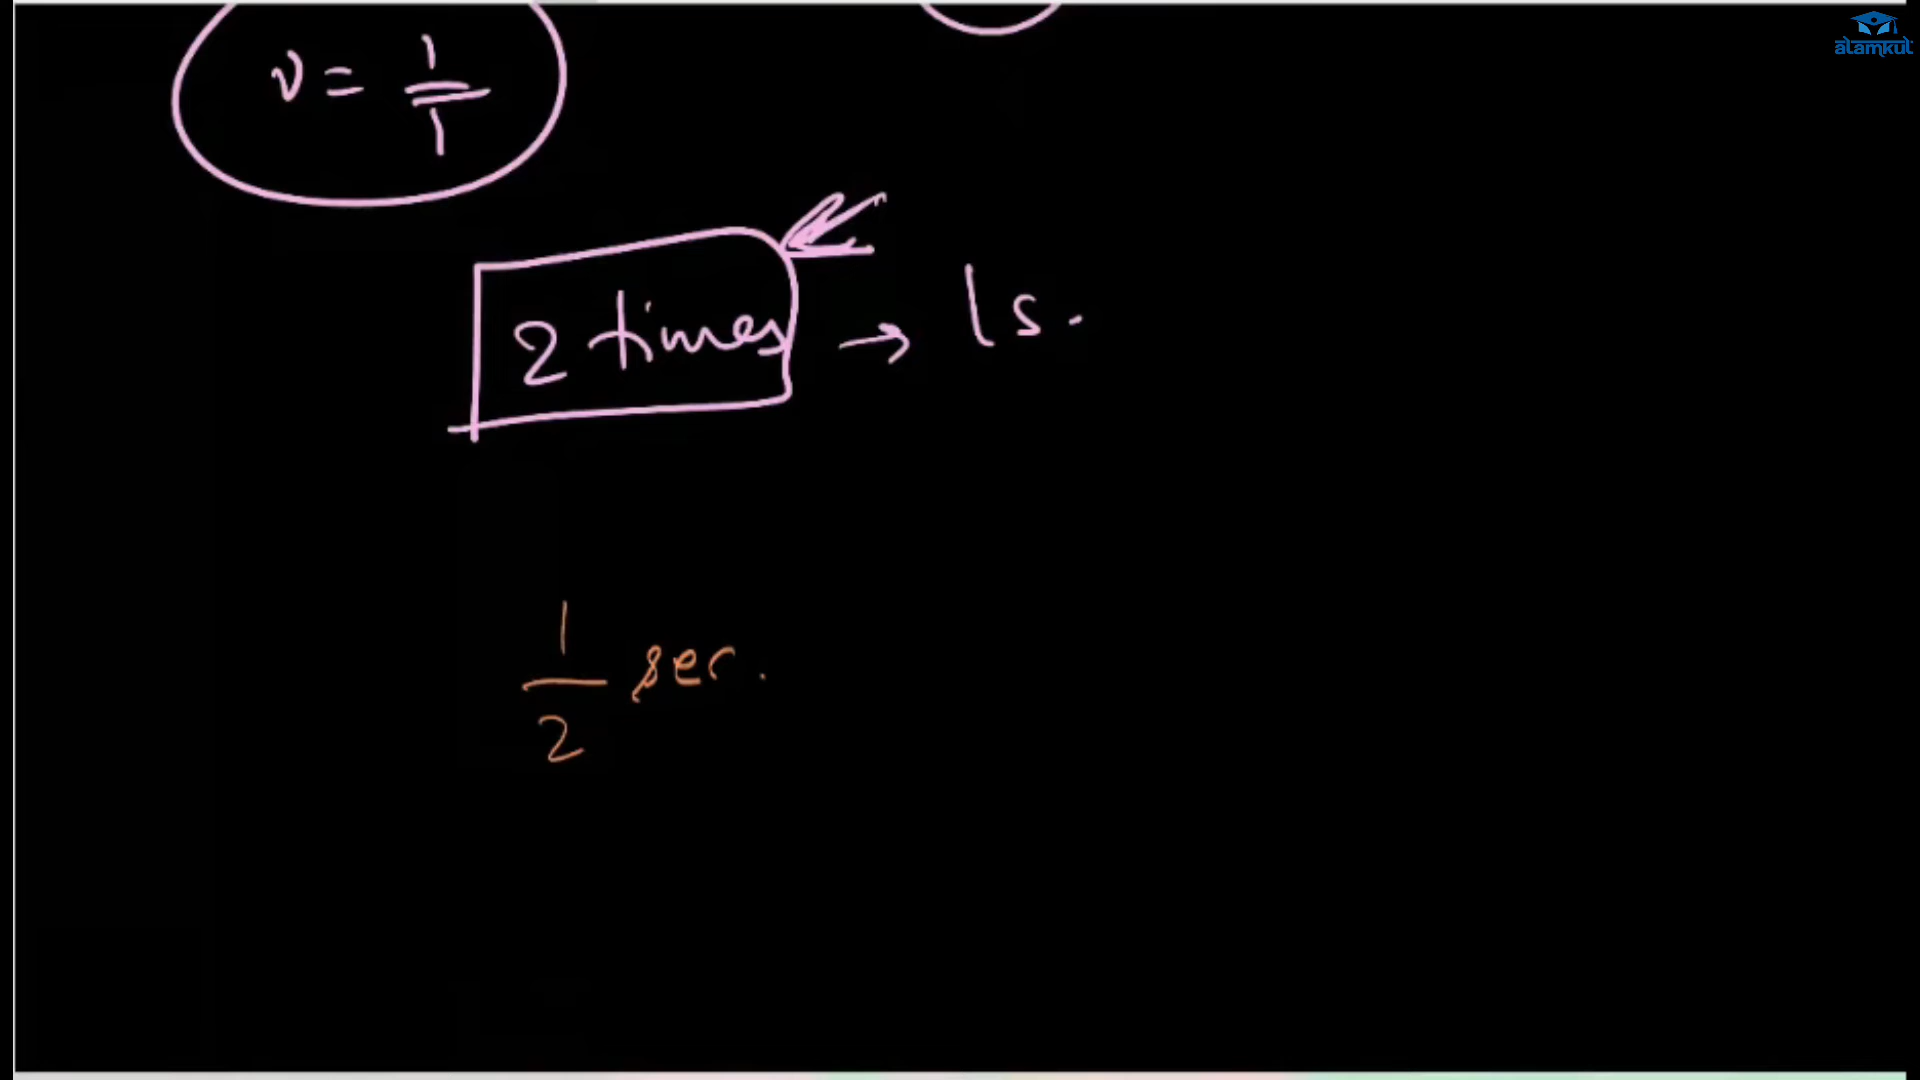 alamkul
ν = 1/T
2 times → 1s.
1/2 sec.